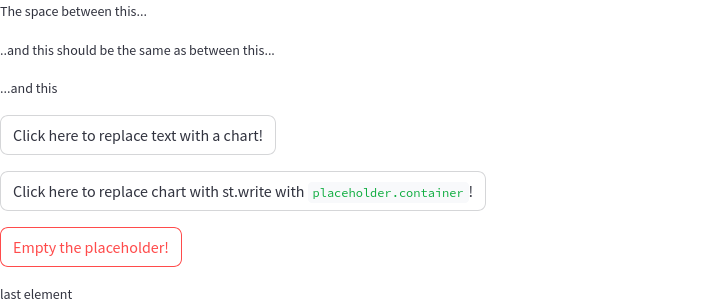 The space between this...
..and this should be the same as between this...
...and this
Click here to replace text with a chart!
Click here to replace chart with st.write with placeholder.container!
Empty the placeholder!
last element